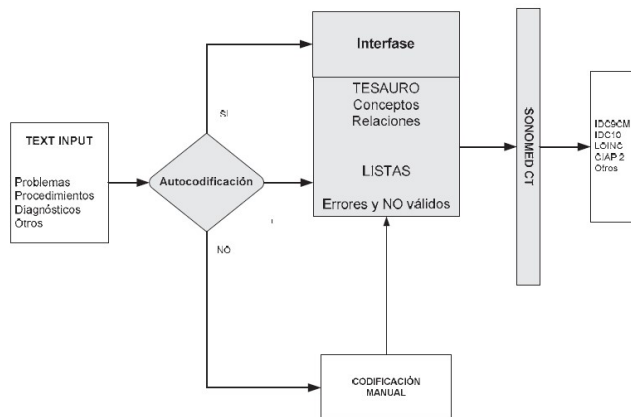 TEXT INPUT
Problemas
Procedimientos
Diagnósticos
Otros
Autocodificación
SI
NO
Interfase
TESAURO
Conceptos
Relaciones
LISTAS
Errores y NO válidos
CODIFICACIÓN
MANUAL
SONOMED CT
IDC9CM
IDC10
LOINC
CIAP 2
Otros